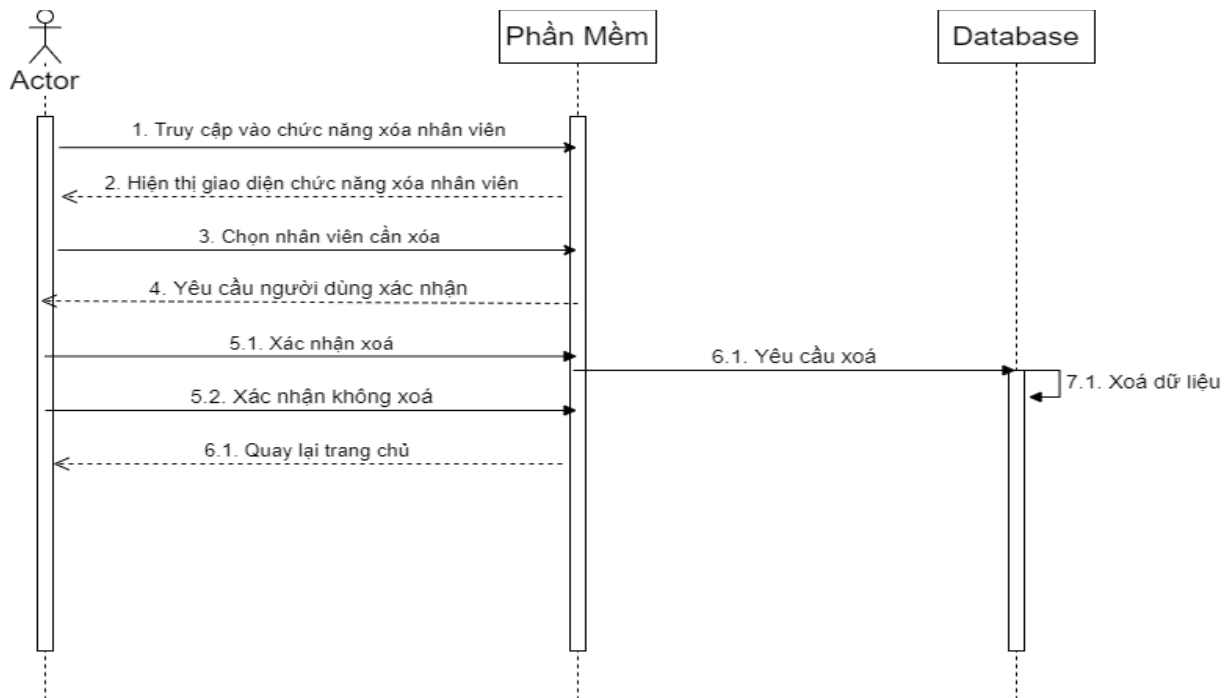 Actor
Phần Mềm
Database
1. Truy cập vào chức năng xóa nhân viên
2. Hiện thị giao diện chức năng xóa nhân viên
3. Chọn nhân viên cần xóa
4. Yêu cầu người dùng xác nhận
5.1. Xác nhận xoá
6.1. Yêu cầu xoá
7.1. Xoá dữ liệu
5.2. Xác nhận không xoá
6.1. Quay lại trang chủ